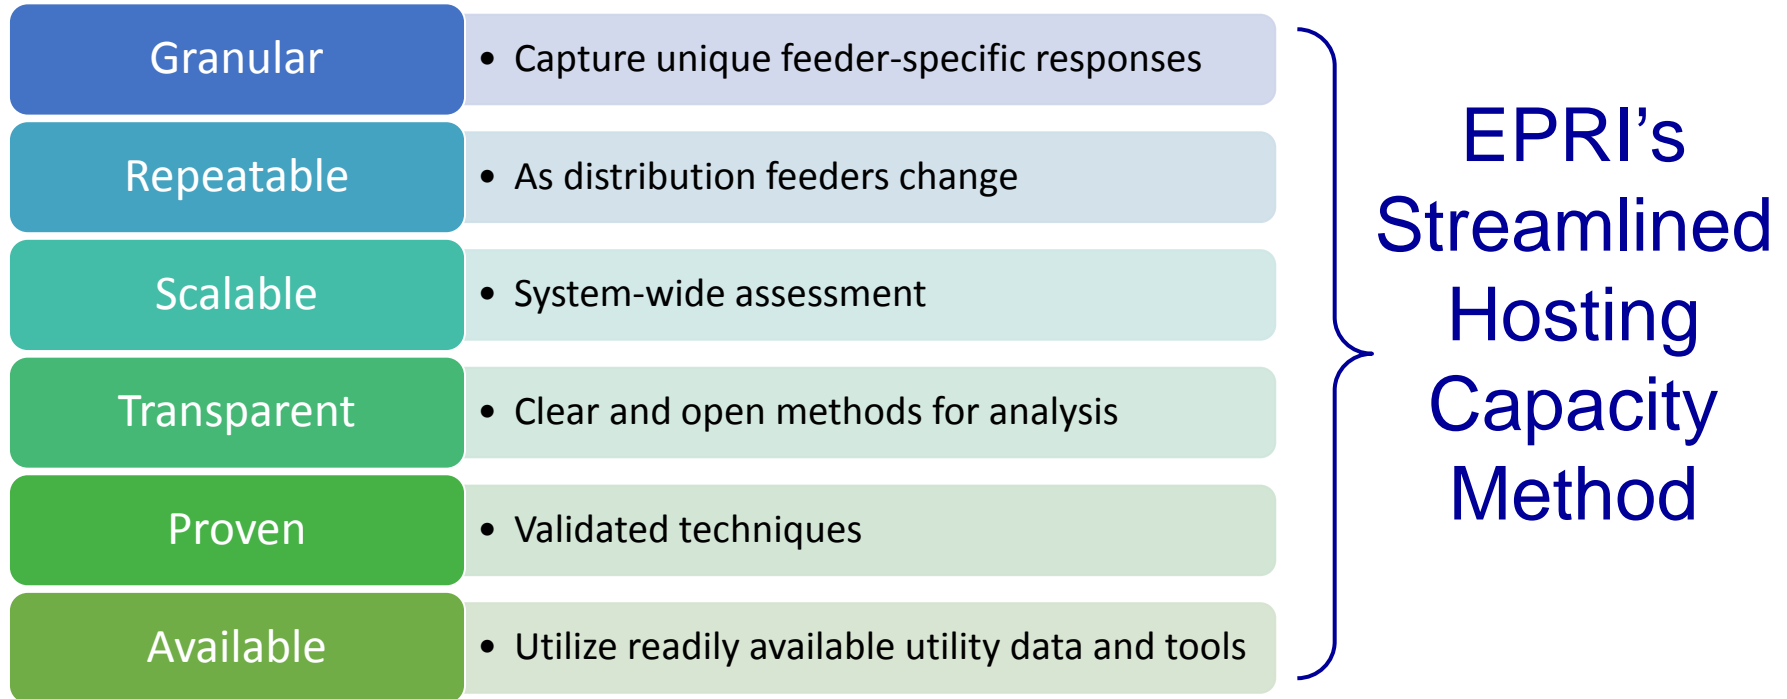 Granular
• Capture unique feeder-specific responses
Repeatable
• As distribution feeders change
Scalable
• System-wide assessment
Transparent
• Clear and open methods for analysis
Proven
• Validated techniques
Available
• Utilize readily available utility data and tools
EPRI’s
Streamlined
Hosting
Capacity
Method